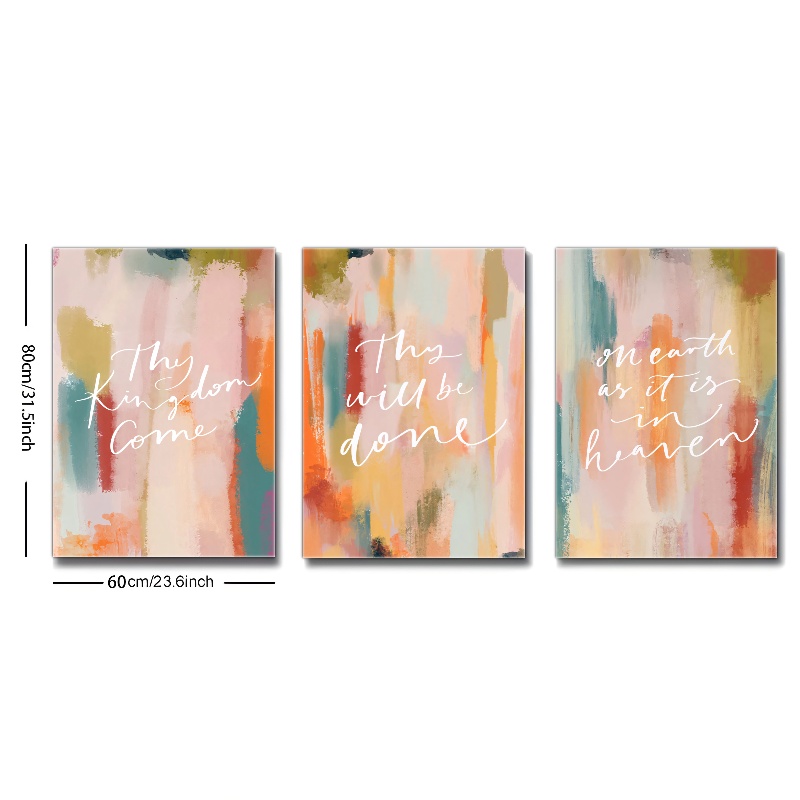 80cm/31.5inch
Thy
Kingdom
Come
Thy
will be
done
on earth
as it is
in
heaven
60cm/23.6inch